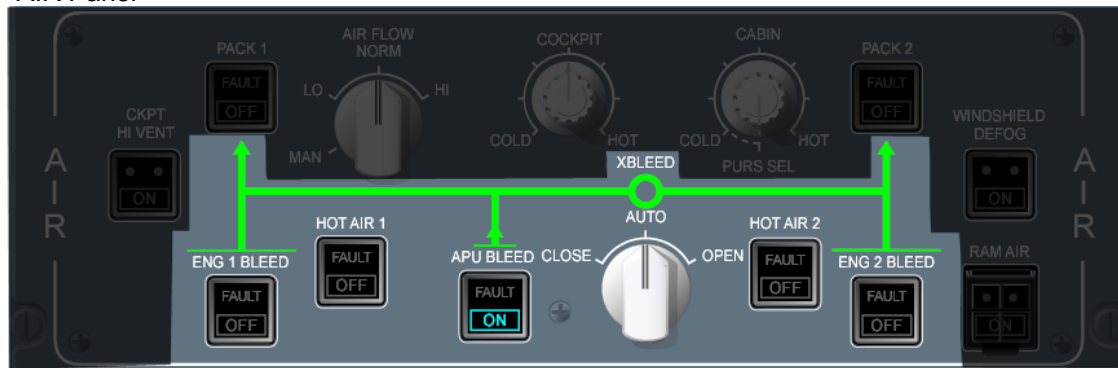 AIR Panel
PACK 1
FAULT
OFF
AIR FLOW
NORM
LO
HI
MAN
COCKPIT
COLD
HOT
CABIN
COLD
HOT
PURS SEL
PACK 2
FAULT
OFF
CKPT
HI VENT
ON
WINDSHIELD
DEFOG
ON
A
I
R
A
I
R
XBLEED
AUTO
CLOSE
OPEN
HOT AIR 1
FAULT
OFF
HOT AIR 2
FAULT
OFF
ENG 1 BLEED
FAULT
OFF
APU BLEED
FAULT
ON
ENG 2 BLEED
FAULT
OFF
RAM AIR
ON